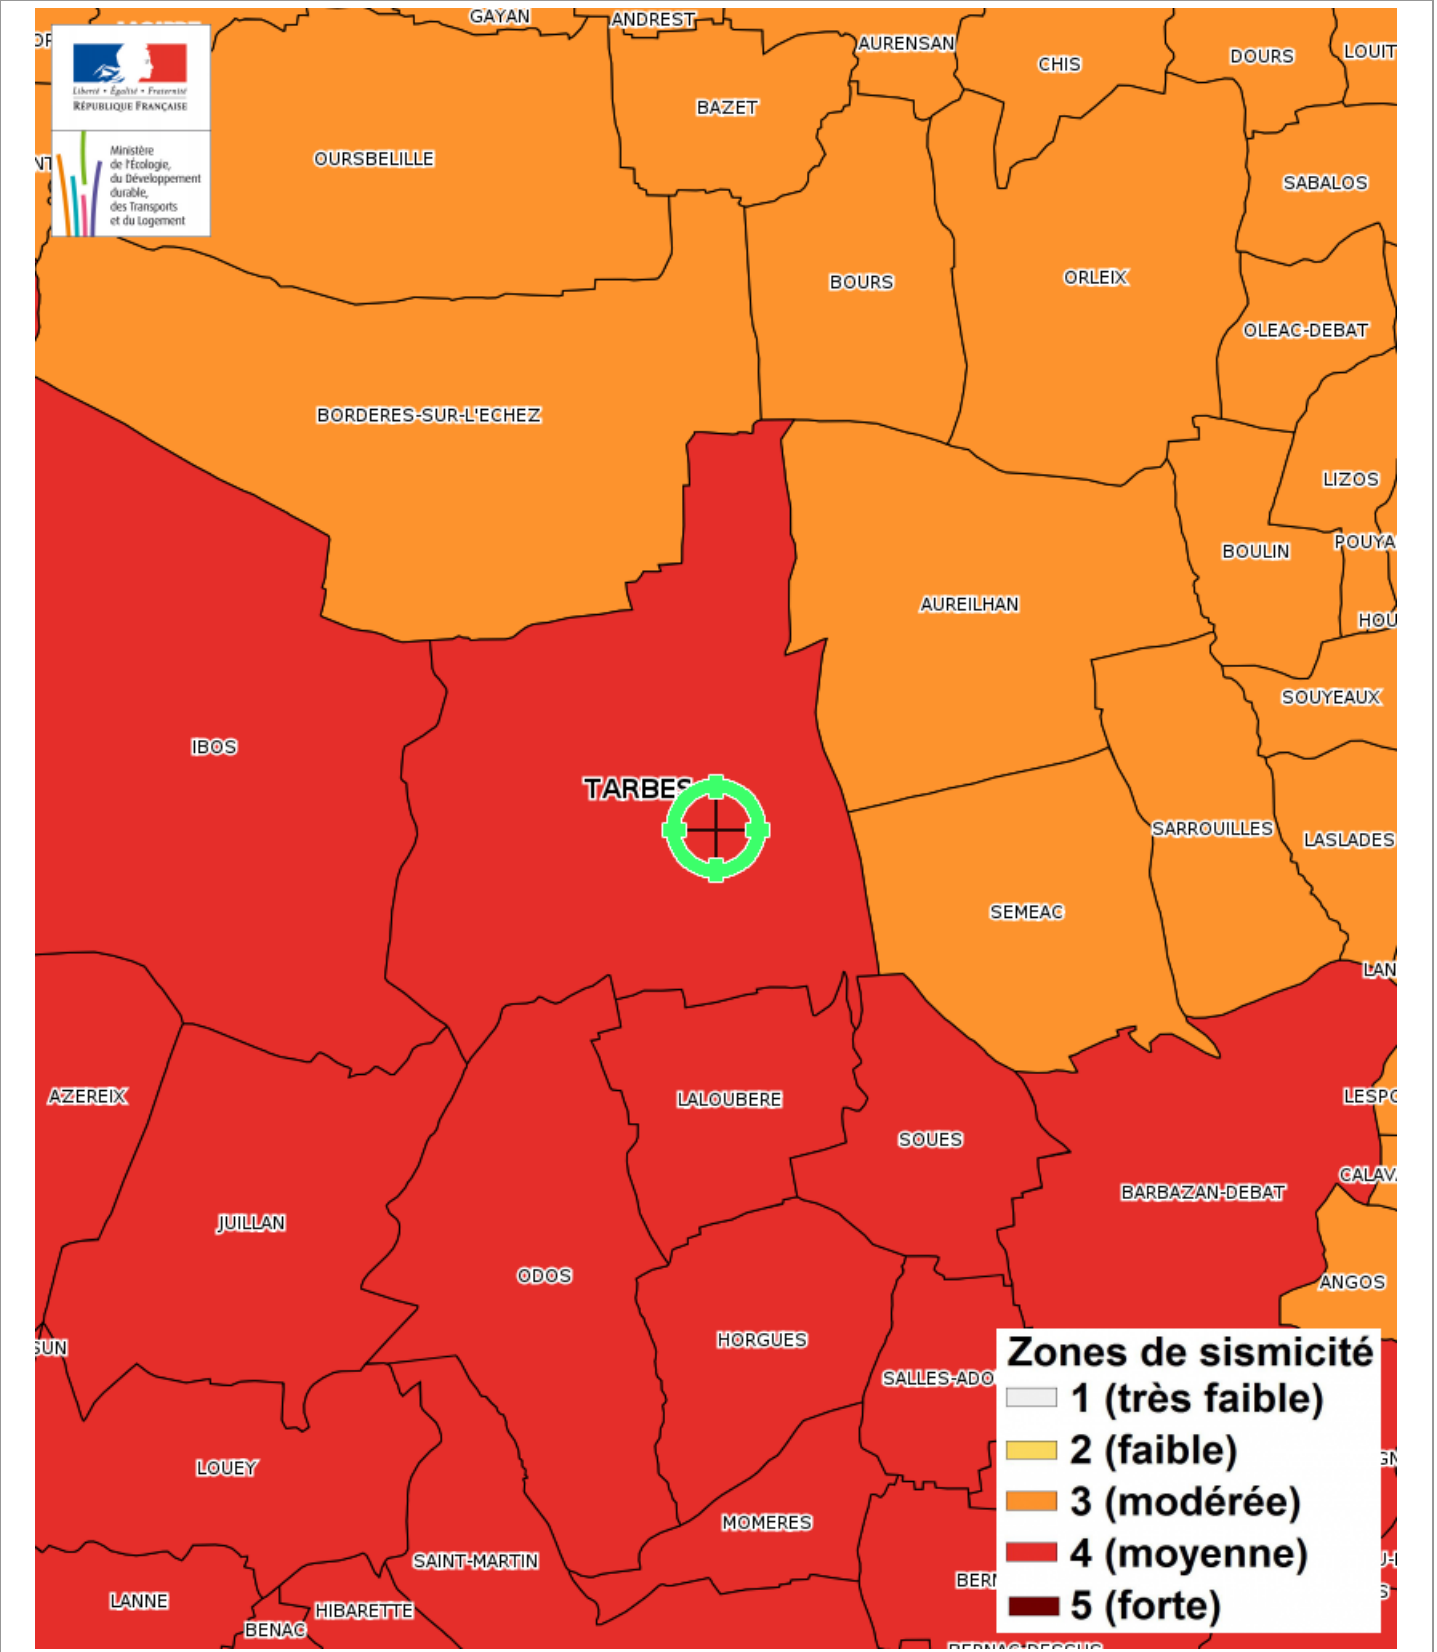 GAYAN
ANDREST
AURENSAN
CHIS
DOURS
LOUIT
Liberté • Égalité • Fraternité
RÉPUBLIQUE FRANÇAISE
BAZET
OURSBELILLE
Ministère
de l'Écologie,
du Développement
durable,
des Transports
et du Logement
SABALOS
BOURS
ORLEIX
OLEAC-DEBAT
BORDERES-SUR-L'ECHEZ
LIZOS
POUYA
BOULIN
AUREILHAN
HOU
SOUYEAUX
IBOS
TARBES
SARROUILLES
LASLADES
SEMEAC
LAN
AZEREIX
LALOUBERE
LESPO
SOUES
CALAV
BARBAZAN-DEBAT
JUILLAN
ODOS
ANGOS
SUN
HORGUES
SALLES-ADO
Zones de sismicité
1 (très faible)
2 (faible)
3 (modérée)
4 (moyenne)
5 (forte)
LOUEY
MOMERES
SAINT-MARTIN
BERN
LANNE
HIBARETTE
BENAC
BERNAC-DESSUS